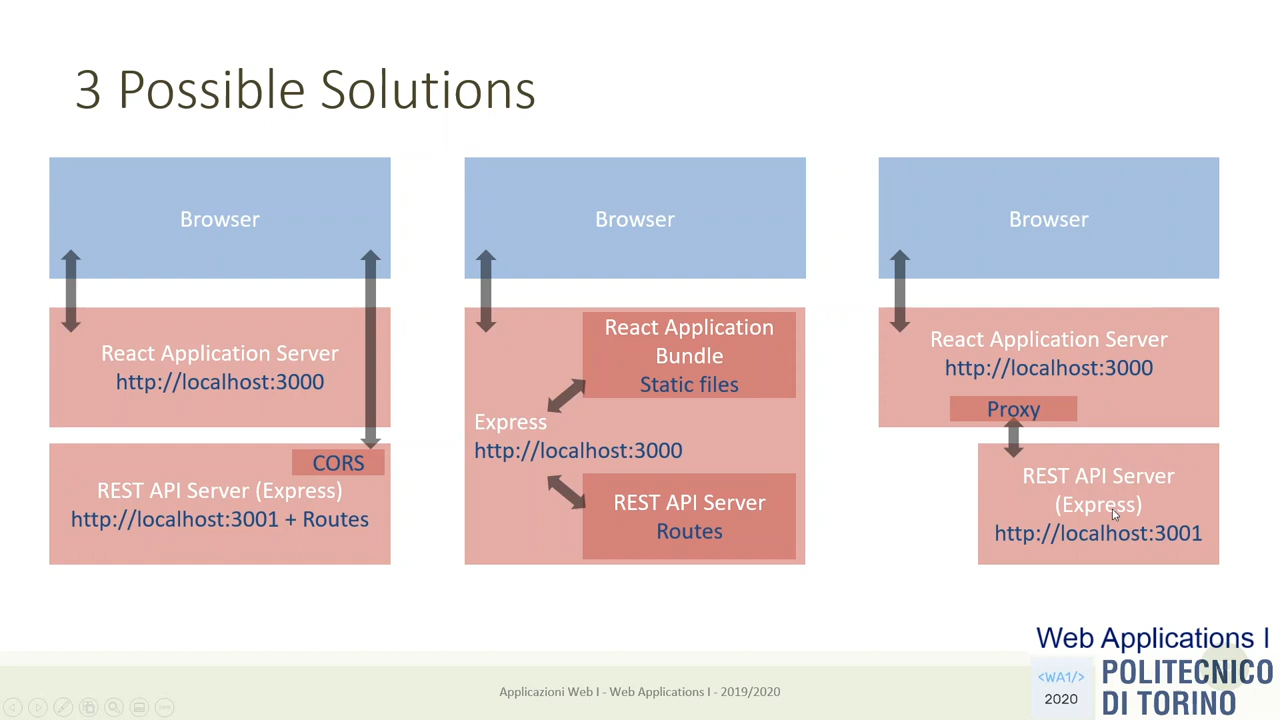 3 Possible Solutions
Browser
React Application Server
http://localhost:3000
CORS
REST API Server (Express)
http://localhost:3001 + Routes
Browser
React Application
Bundle
Static files
Express
http://localhost:3000
REST API Server
Routes
Browser
React Application Server
http://localhost:3000
Proxy
REST API Server
(Express)
http://localhost:3001
Applicazioni Web I - Web Applications I - 2019/2020
Web Applications I
<WA1/>
2020
POLITECNICO
DI TORINO